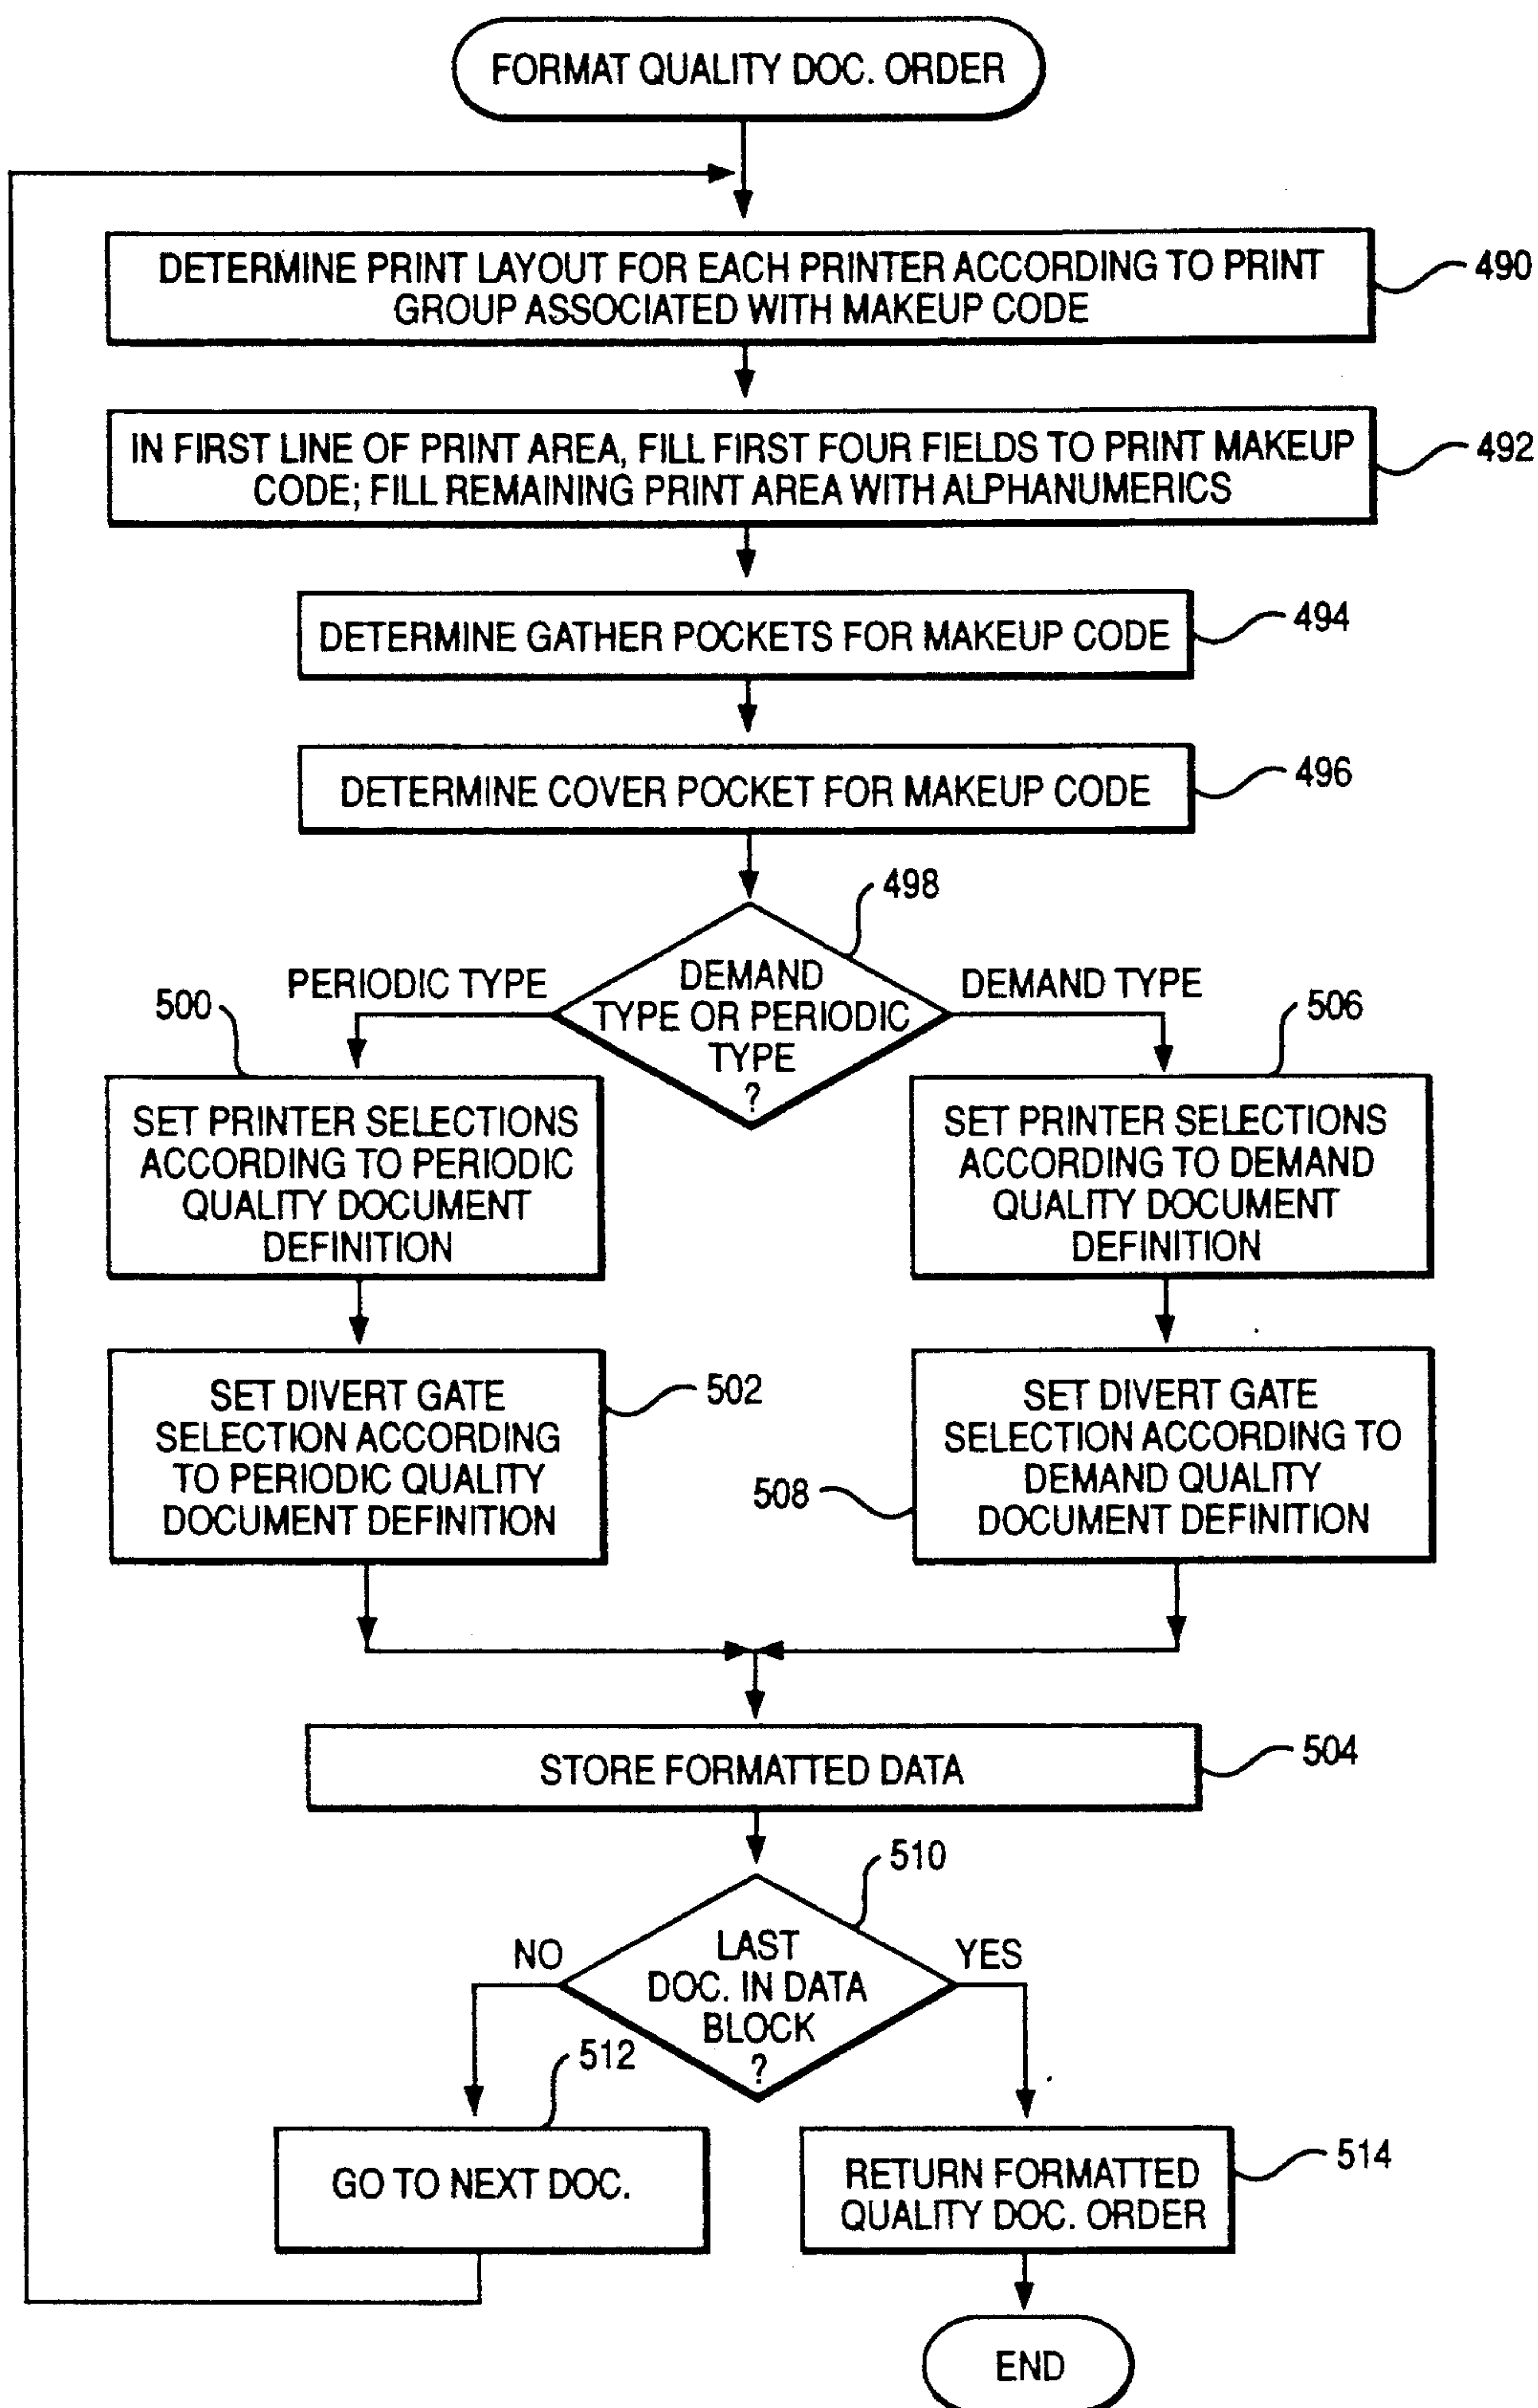 FORMAT QUALITY DOC. ORDER
DETERMINE PRINT LAYOUT FOR EACH PRINTER ACCORDING TO PRINT
GROUP ASSOCIATED WITH MAKEUP CODE
490
IN FIRST LINE OF PRINT AREA, FILL FIRST FOUR FIELDS TO PRINT MAKEUP
CODE; FILL REMAINING PRINT AREA WITH ALPHANUMERICS
492
DETERMINE GATHER POCKETS FOR MAKEUP CODE
494
DETERMINE COVER POCKET FOR MAKEUP CODE
496
498
DEMAND
TYPE OR PERIODIC
TYPE
?
PERIODIC TYPE
DEMAND TYPE
500
SET PRINTER SELECTIONS
ACCORDING TO PERIODIC
QUALITY DOCUMENT
DEFINITION
506
SET PRINTER SELECTIONS
ACCORDING TO DEMAND
QUALITY DOCUMENT
DEFINITION
SET DIVERT GATE
SELECTION ACCORDING
TO PERIODIC QUALITY
DOCUMENT DEFINITION
502
SET DIVERT GATE
SELECTION ACCORDING TO
DEMAND QUALITY
DOCUMENT DEFINITION
508
STORE FORMATTED DATA
504
510
LAST
DOC. IN DATA
BLOCK
?
NO
YES
512
GO TO NEXT DOC.
RETURN FORMATTED
QUALITY DOC. ORDER
514
END